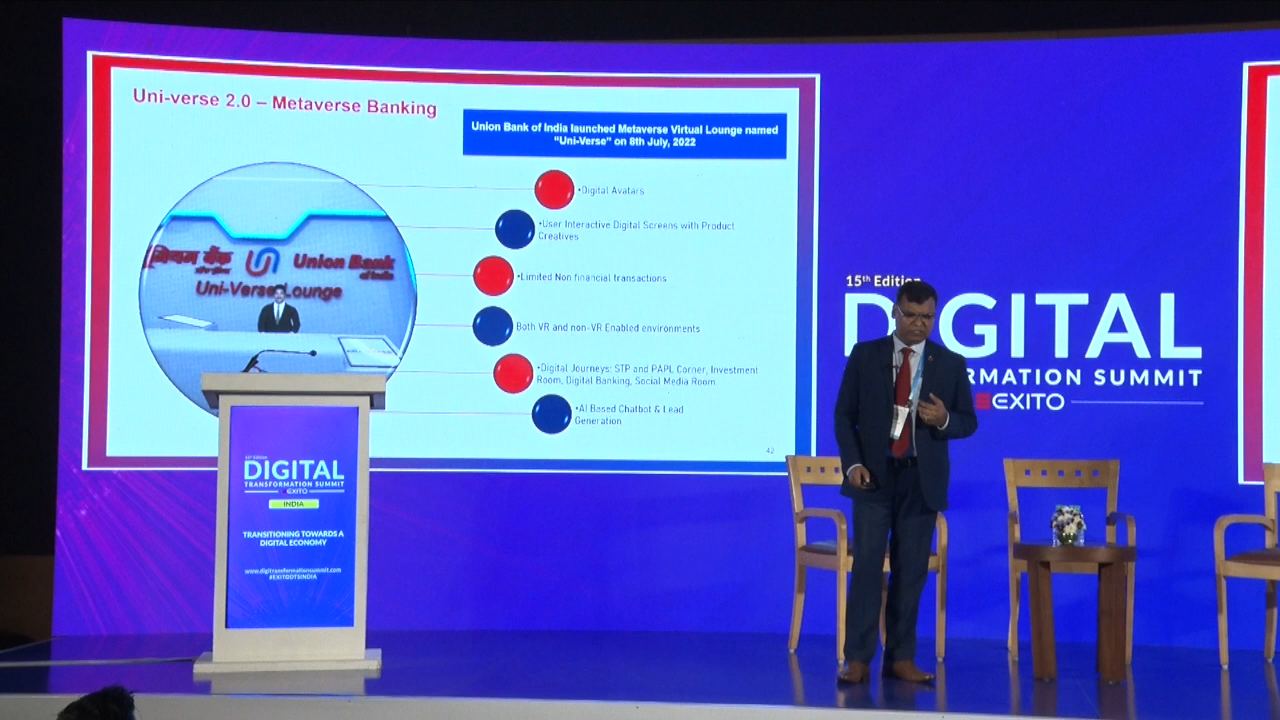 Uni-verse 2.0 – Metaverse Banking
Union Bank of India launched Metaverse Virtual Lounge named
"Uni-Verse" on 8th July, 2022
•Digital Avatars
•User Interactive Digital Screens with Product
Creatives
•Limited Non financial transactions
Both VR and non-VR Enabled environments
•Digital Journeys: STP and PAPL Corner, Investment
Room, Digital Banking, Social Media Room
•AI Based Chatbot & Lead
Generation
42
बैंक
Union Bank
of India
Uni-Verse Lounge
15th Edition
DIGITAL
RMATION SUMMIT
EXITO
DIGITAL
TRANSFORMATION SUMMIT
EXITO
INDIA
TRANSITIONING TOWARDS A
DIGITAL ECONOMY
www.digitransformationsummit.com
#EXITODTSINDIA